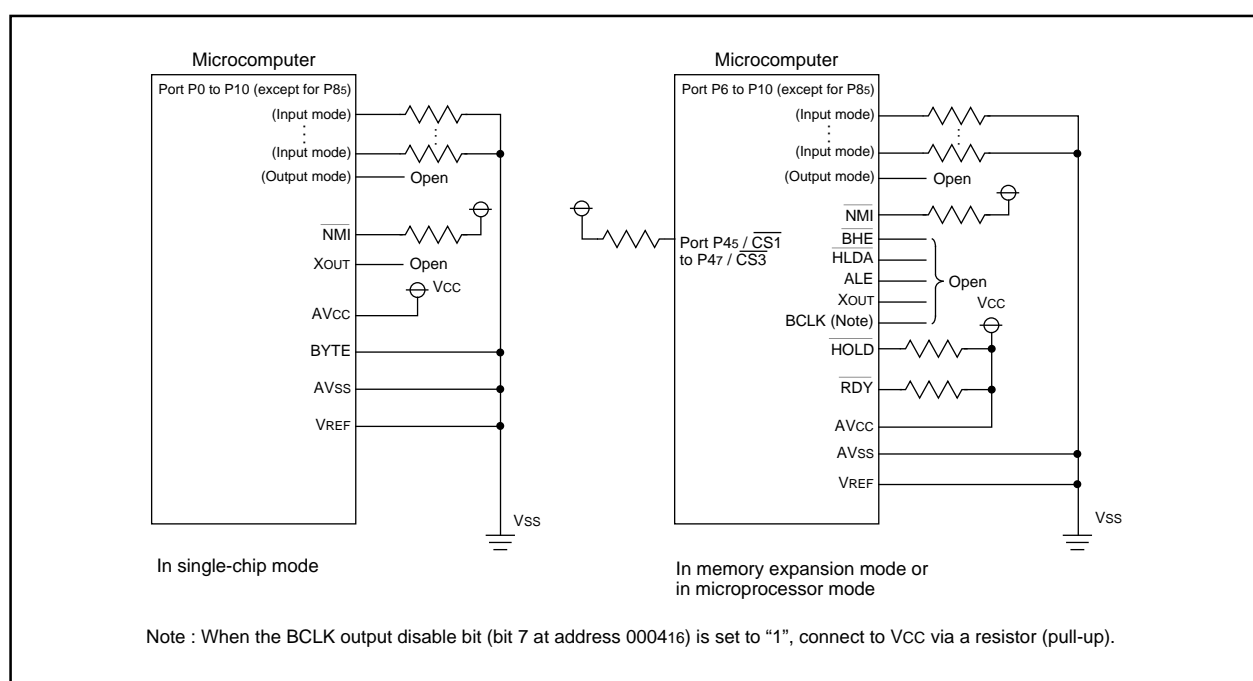 Microcomputer
Port P0 to P10 (except for P85)
(Input mode)
(Input mode)
(Output mode)
Open
NMI
XOUT
Open
VCC
AVCC
BYTE
AVSS
VREF
VSS
In single-chip mode
Microcomputer
Port P6 to P10 (except for P85)
(Input mode)
(Input mode)
(Output mode)
Open
NMI
Port P45 / CS1
to P47 / CS3
BHE
HLDA
ALE
XOUT
BCLK (Note)
Open
VCC
HOLD
RDY
AVCC
AVSS
VREF
VSS
In memory expansion mode or
in microprocessor mode
Note : When the BCLK output disable bit (bit 7 at address 000416) is set to “1”, connect to VCC via a resistor (pull-up).